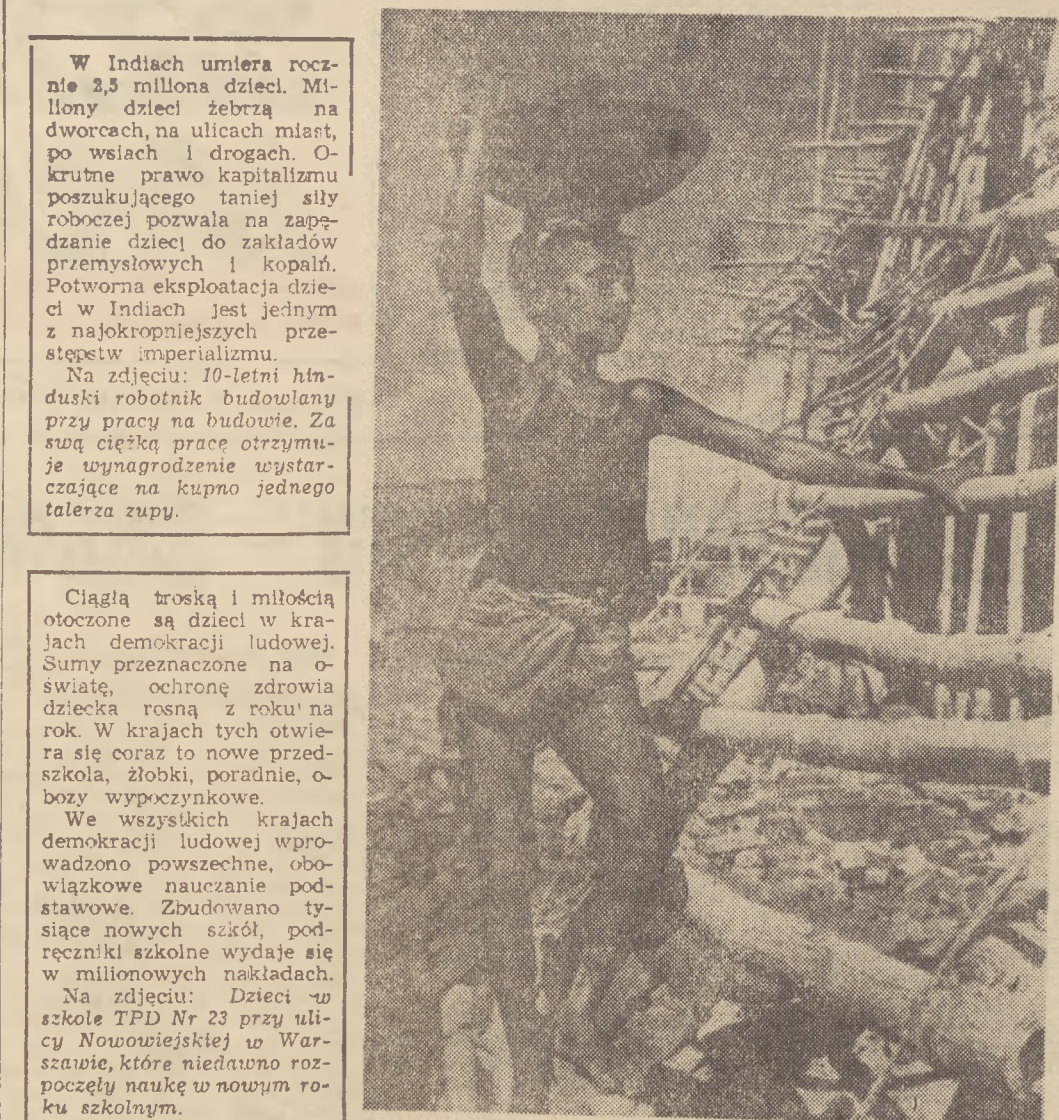 W Indiach umiera rocz-
nie 2,5 miliona dzieci. Mi-
liony dzieci żebrzą na
dworcach, na ulicach miast,
po wsiach i drogach. O-
krutne prawo kapitalizmu
poszukującego taniej siły
roboczej pozwala na zapę-
dzanie dzieci do zakładów
przemysłowych i kopalń.
Potworna eksploatacja dzie-
ci w Indiach jest jednym
z najokropniejszych prze-
stępstw imperializmu.
Na zdjęciu: 10-letni hin-
duski robotnik budowlany
przy pracy na budowie. Za
swą ciężką pracę otrzymu-
je wynagrodzenie wystar-
czające na kupno jednego
talerza zupy.
Ciągłą troską i miłością
otoczone są dzieci w kra-
jach demokracji ludowej.
Sumy przeznaczone na o-
światę, ochronę zdrowia
dziecka rosną z roku na
rok. W krajach tych otwie-
ra się coraz to nowe przed-
szkola, żłobki, poradnie, o-
bozy wypoczynkowe.
We wszystkich krajach
demokracji ludowej wpro-
wadzono powszechne, obo-
wiązkowe nauczanie pod-
stawowe. Zbudowano ty-
siące nowych szkół, pod-
ręczniki szkolne wydaje się
w milionowych nakładach.
Na zdjęciu: Dzieci w
szkole TPD Nr 23 przy uli-
cy Nowowiejskiej w War-
szawie, które niedawno roz-
poczęły naukę w nowym ro-
ku szkolnym.